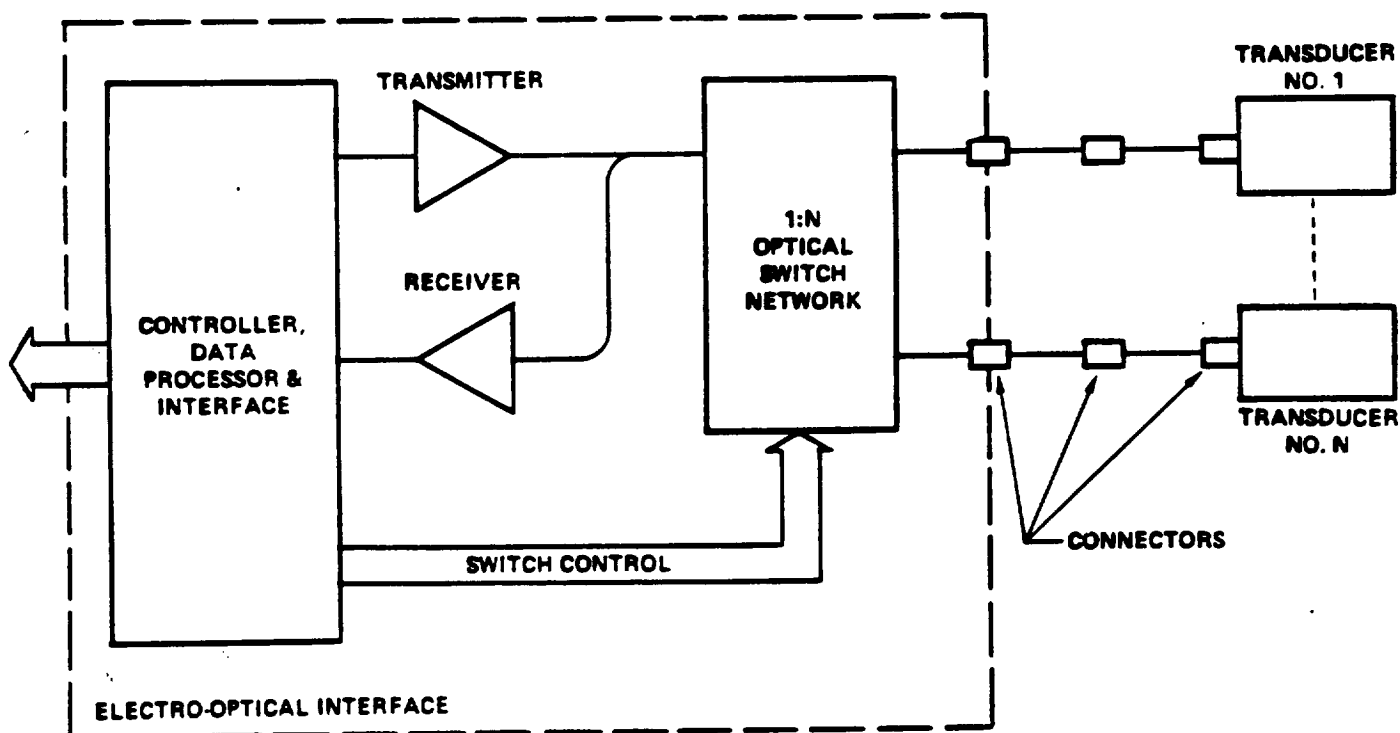 TRANSMITTER
TRANSDUCER
NO. 1
1:N
OPTICAL
SWITCH
NETWORK
RECEIVER
CONTROLLER,
DATA
PROCESSOR &
INTERFACE
TRANSDUCER
NO. N
CONNECTORS
SWITCH CONTROL
ELECTRO-OPTICAL INTERFACE